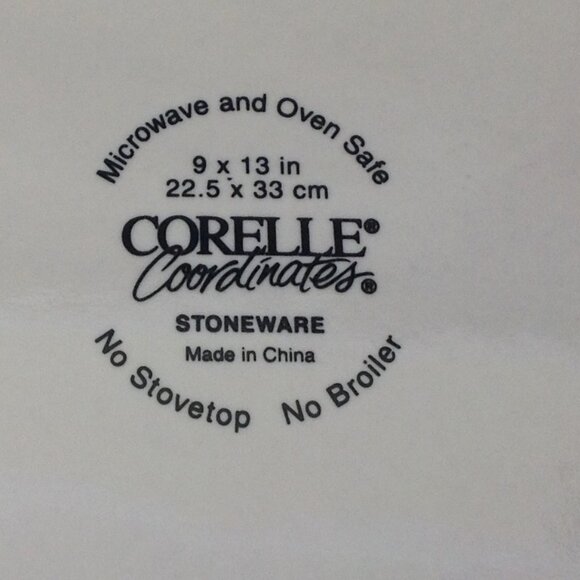 Microwave and Oven Safe
9 x 13 in
22.5 x 33 cm
CORELLE®
Coordinates®
STONEWARE
Made in China
No Stovetop No Broiler